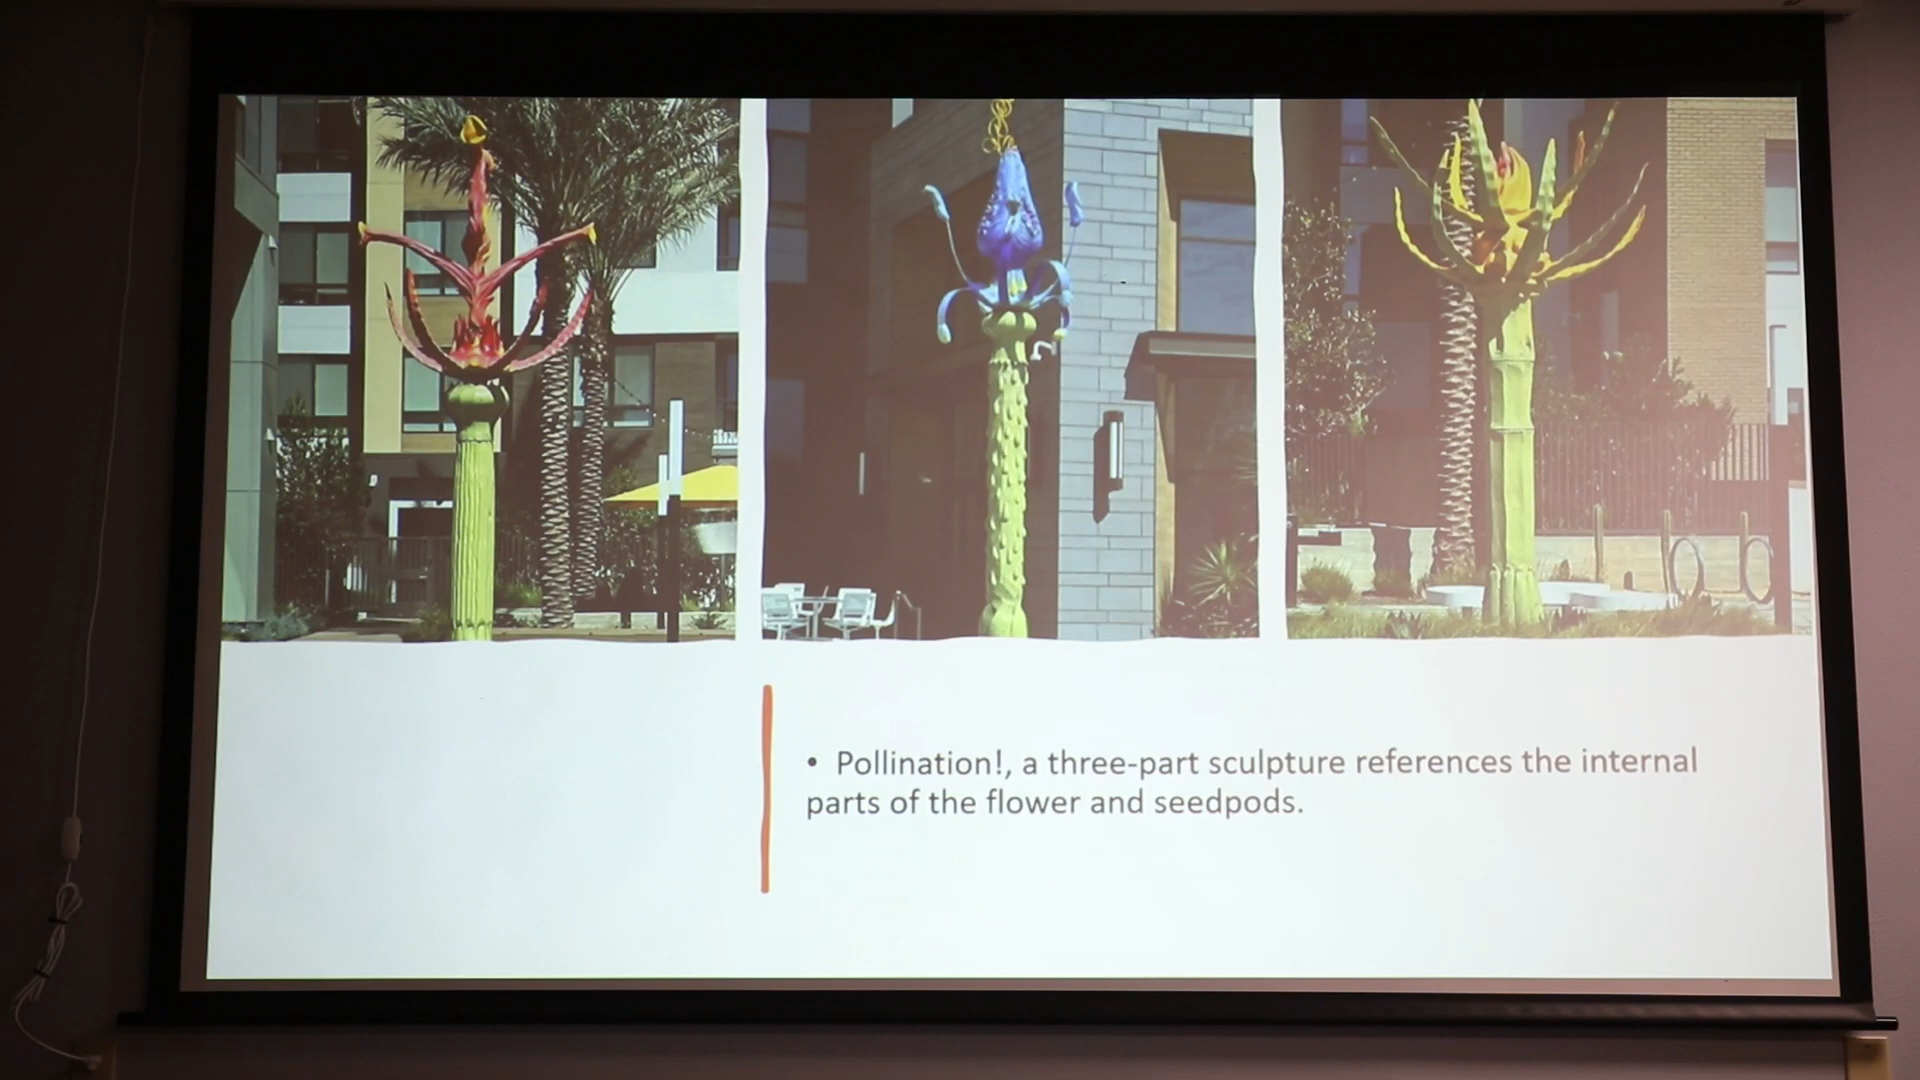 • Pollination!, a three-part sculpture references the internal
parts of the flower and seedpods.